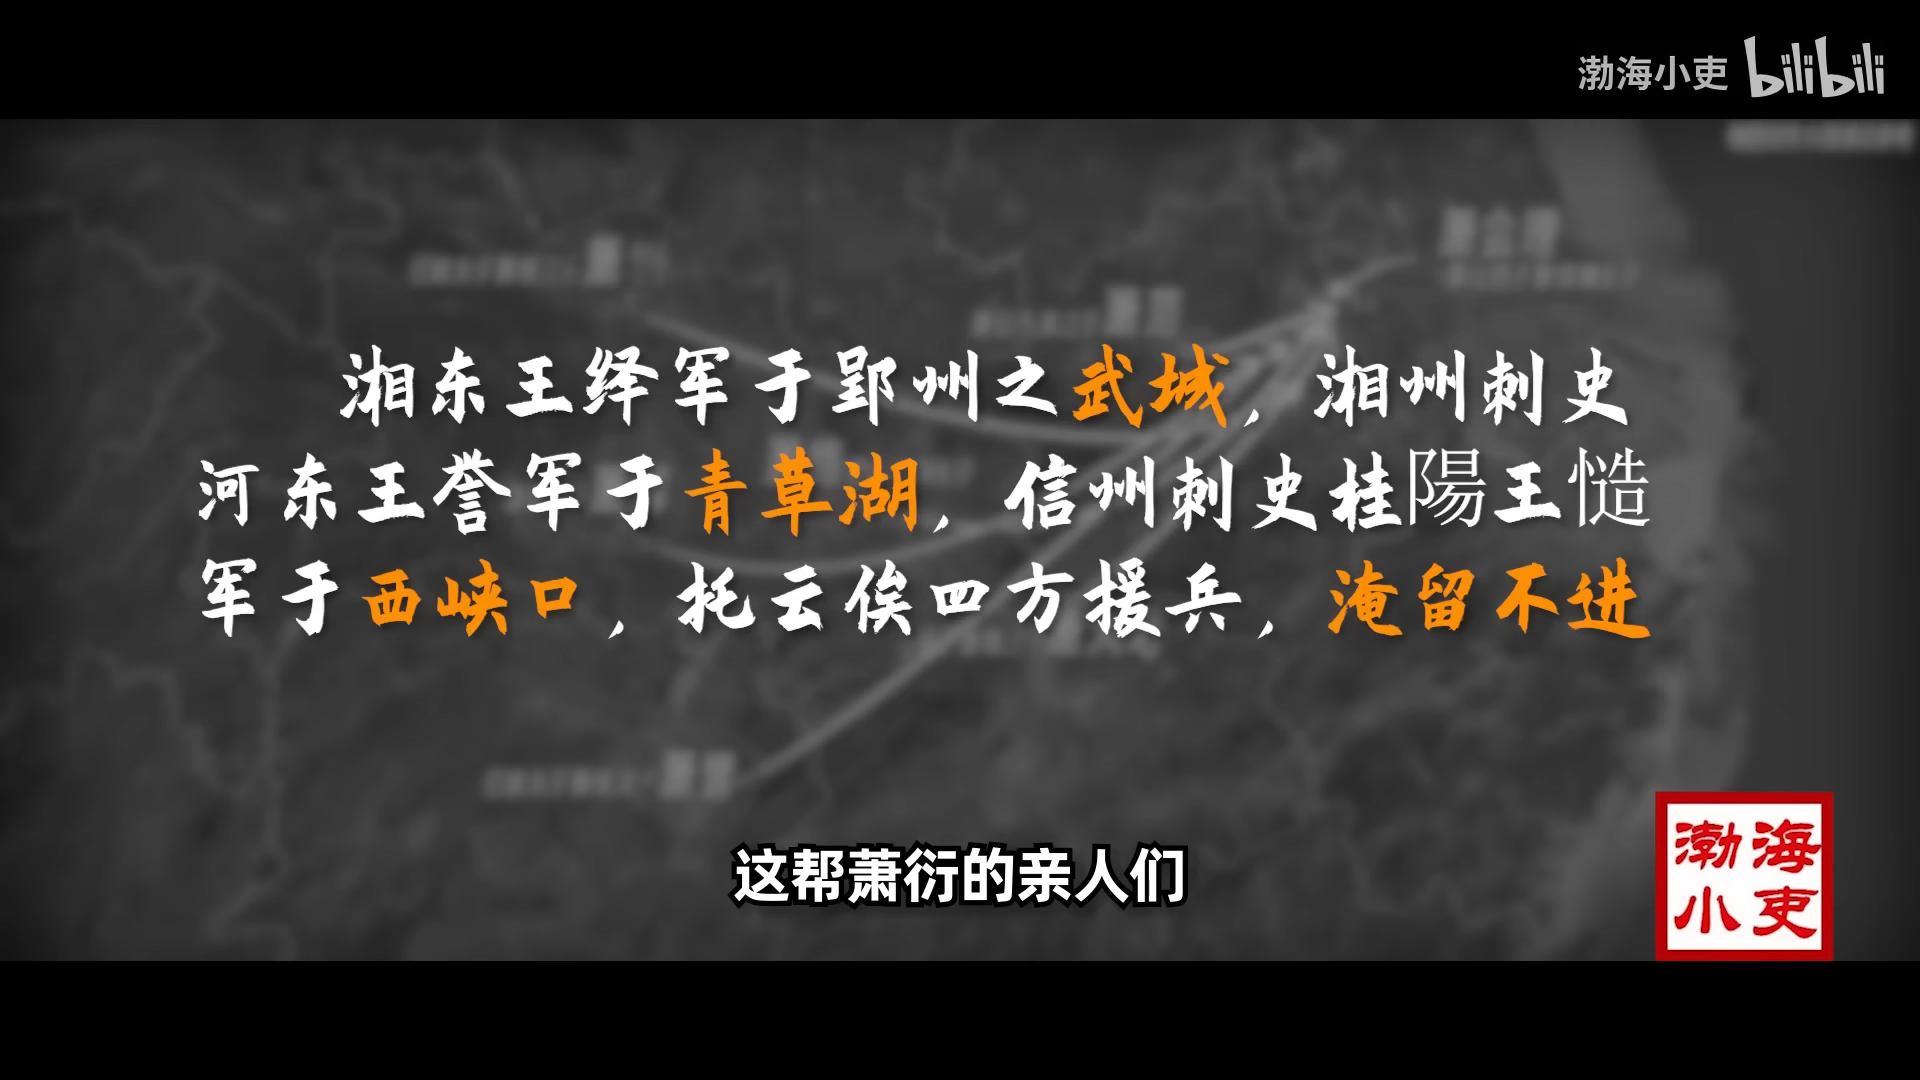 渤海小吏 bilibili
湘东王绎军于郢州之武城，湘州刺史
河东王誉军于青草湖，信州刺史桂陽王慥
军于西峡口，托云俟四方援兵，淹留不进
这帮萧衍的亲人们
渤海
小吏